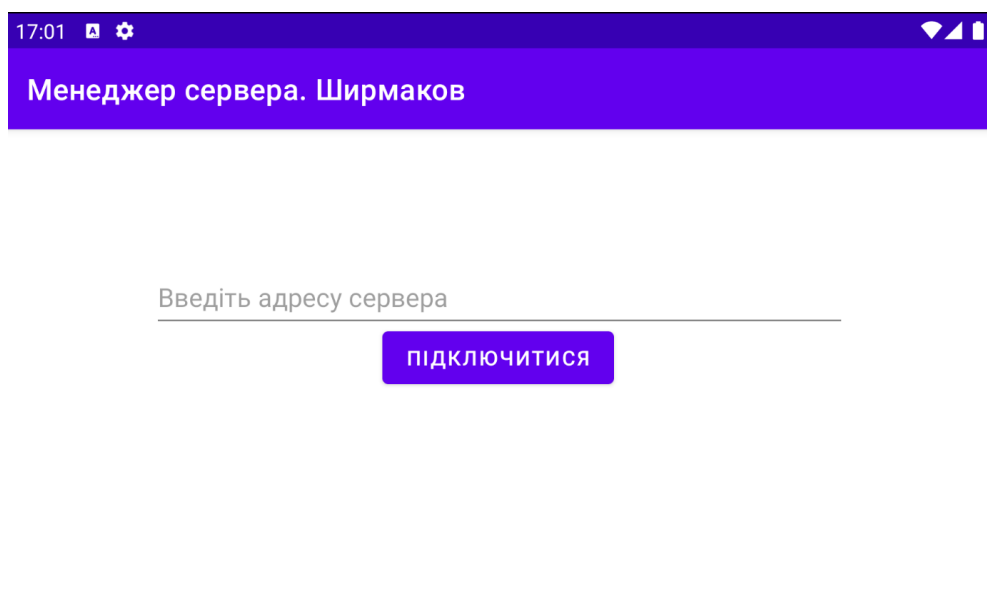 17:01
Менеджер сервера. Ширмаков
Введіть адресу сервера
ПІДКЛЮЧИТИСЯ